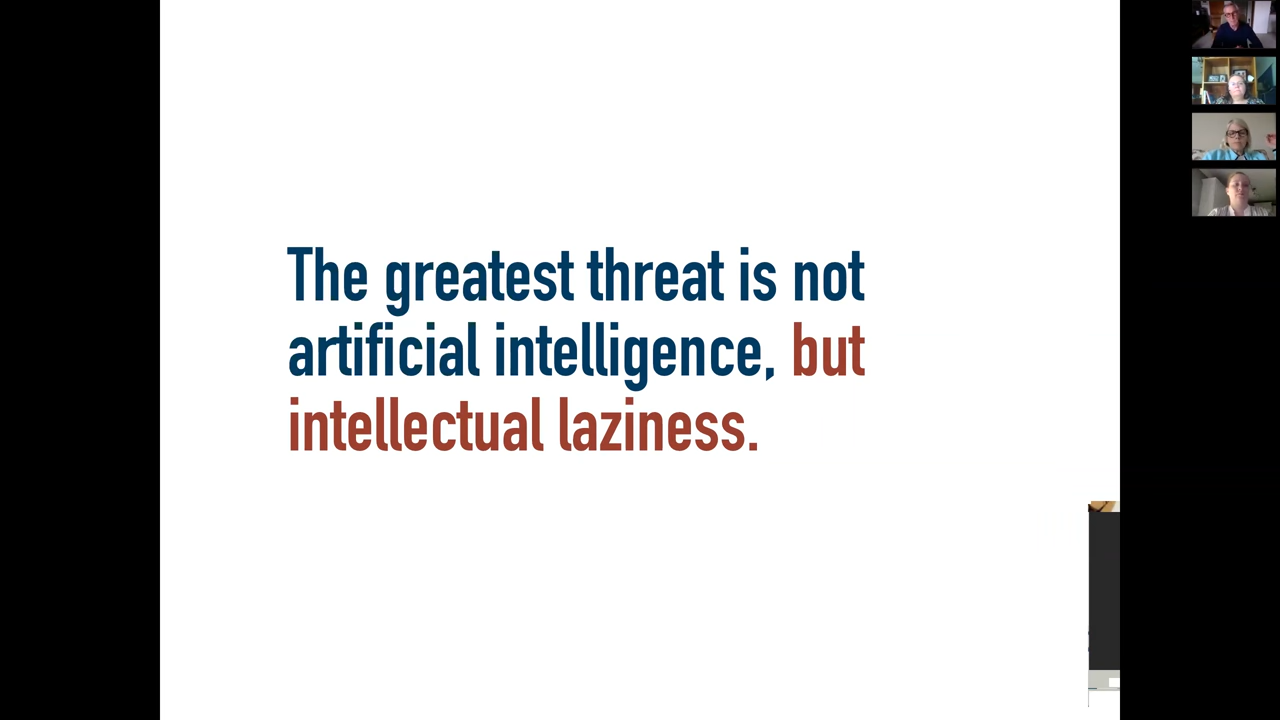 The greatest threat is not
artificial intelligence, but
intellectual laziness.